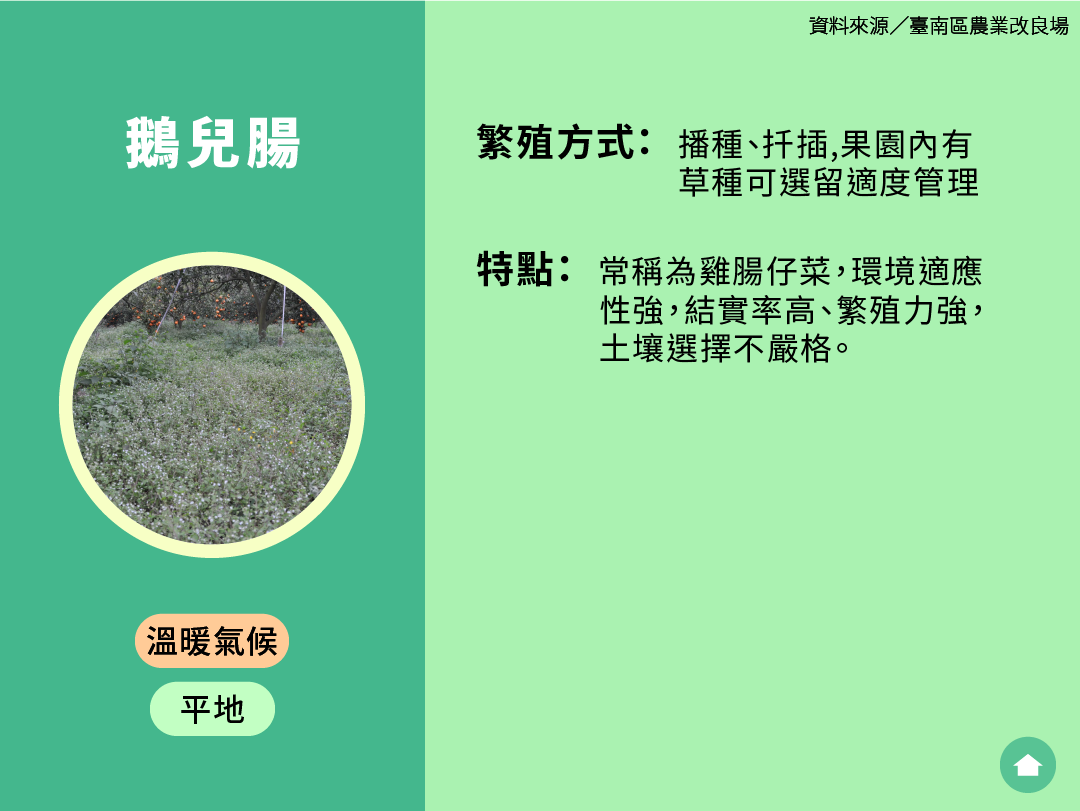 資料來源／臺南區農業改良場
鵝兒腸
繁殖方式：播種、扦插,果園內有
草種可選留適度管理
特點：常稱為雞腸仔菜，環境適應
性強，結實率高、繁殖力強，
土壤選擇不嚴格。
溫暖氣候
平地